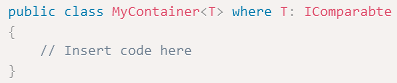 public class MyContainer<T> where T: IComparabte
{
// Insert code here
}